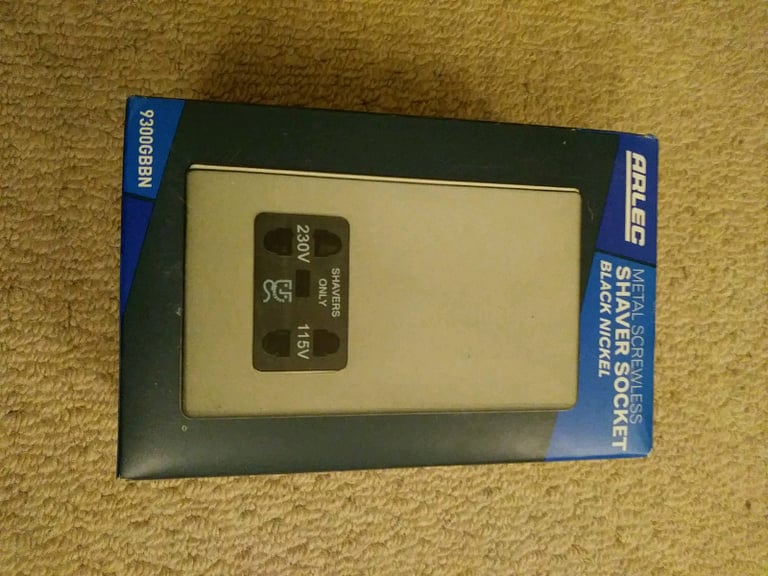 ARLEC
METAL SCREWLESS
SHAVER SOCKET
BLACK NICKEL
SHAVERS
ONLY
230V
115V
9300GBBN